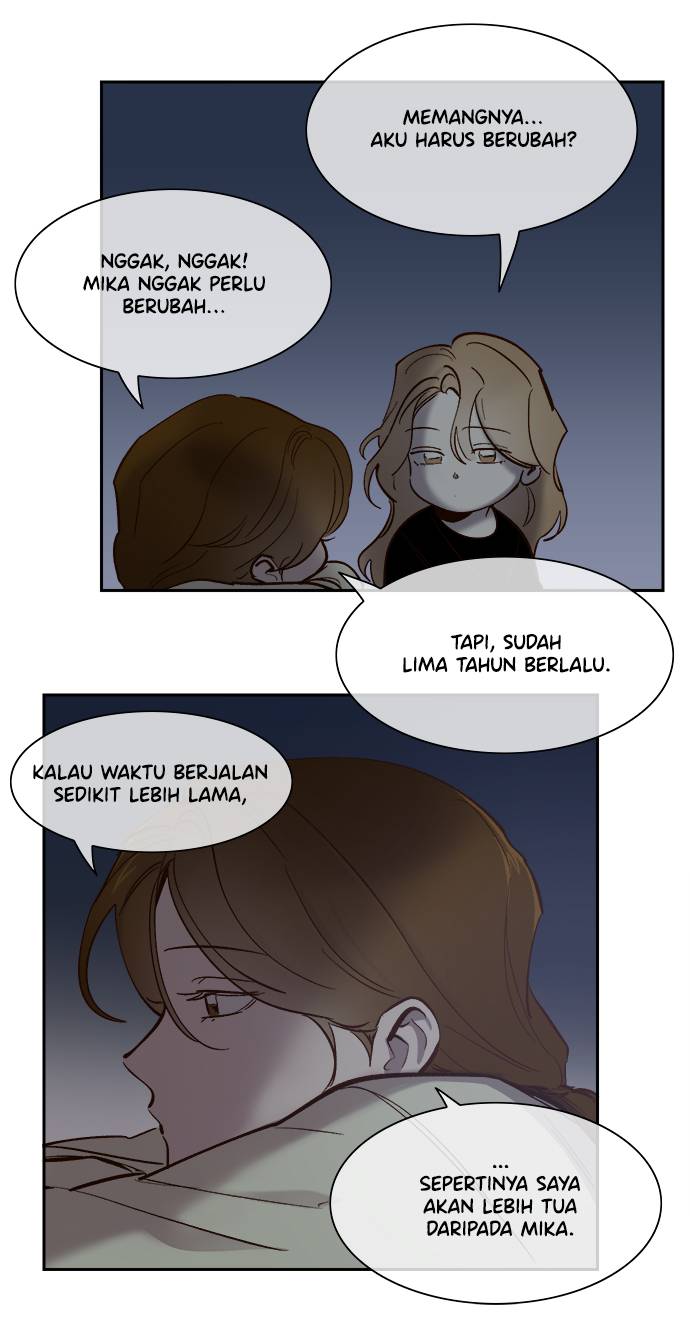 MEMANGNYA...
AKU HARUS BERUBAH?
NGGAK, NGGAK!
MIKA NGGAK PERLU
BERUBAH...
TAPI, SUDAH
LIMA TAHUN BERLALU.
KALAU WAKTU BERJALAN
SEDIKIT LEBIH LAMA,
...
SEPERTINYA SAYA
AKAN LEBIH TUA
DARIPADA MIKA.